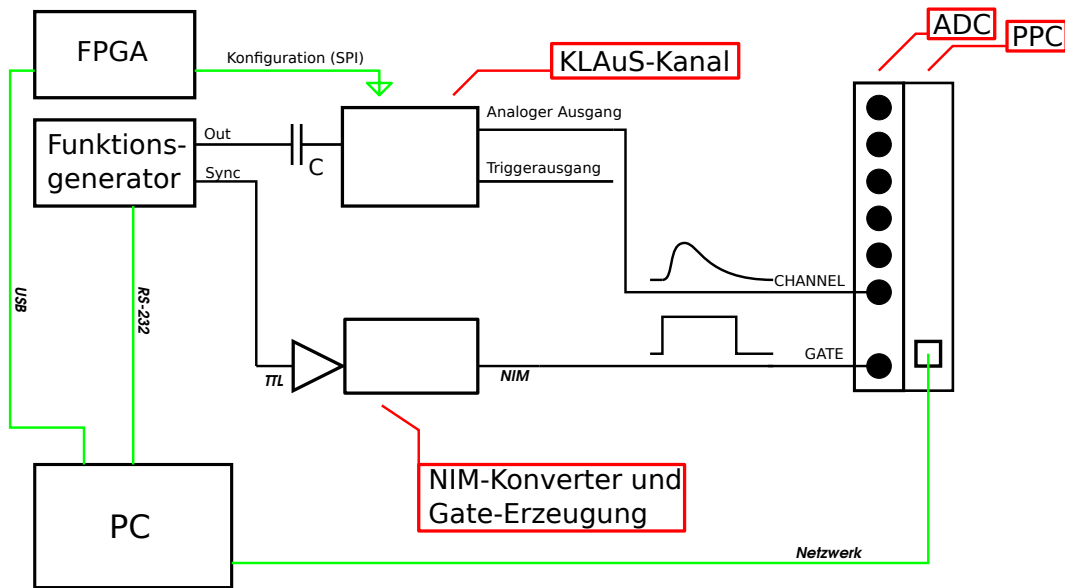 FPGA
Konfiguration (SPI)
KLAuS-Kanal
ADC
PPC
Funktions-
generator
Out
Sync
C
Analoger Ausgang
Triggerausgang
CHANNEL
USB
RS-232
TTL
NIM
GATE
NIM-Konverter und
Gate-Erzeugung
PC
Netzwerk